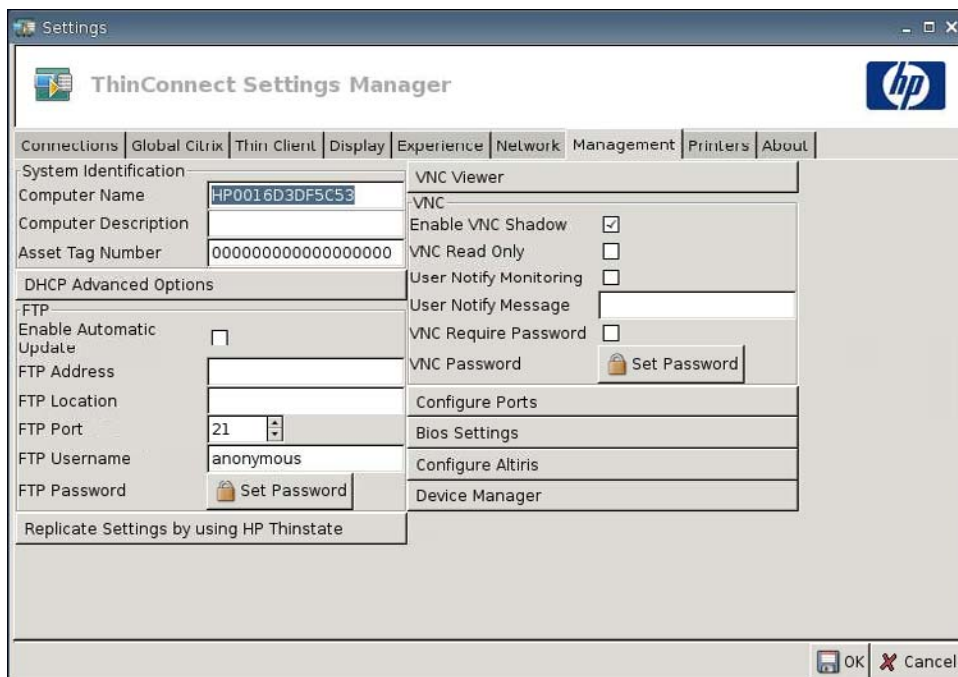 Settings
ThinConnect Settings Manager
hp
Connections Global Citrix Thin Client Display Experience Network Management Printers About
System Identification
Computer Name HP0016D3DF5C53
Computer Description
Asset Tag Number 000000000000000000
DHCP Advanced Options
FTP
Enable Automatic
Update
FTP Address
FTP Location
FTP Port 21
FTP Username anonymous
FTP Password Set Password
Replicate Settings by using HP Thinstate
VNC Viewer
VNC
Enable VNC Shadow
VNC Read Only
User Notify Monitoring
User Notify Message
VNC Require Password
VNC Password Set Password
Configure Ports
Bios Settings
Configure Altiris
Device Manager
OK Cancel